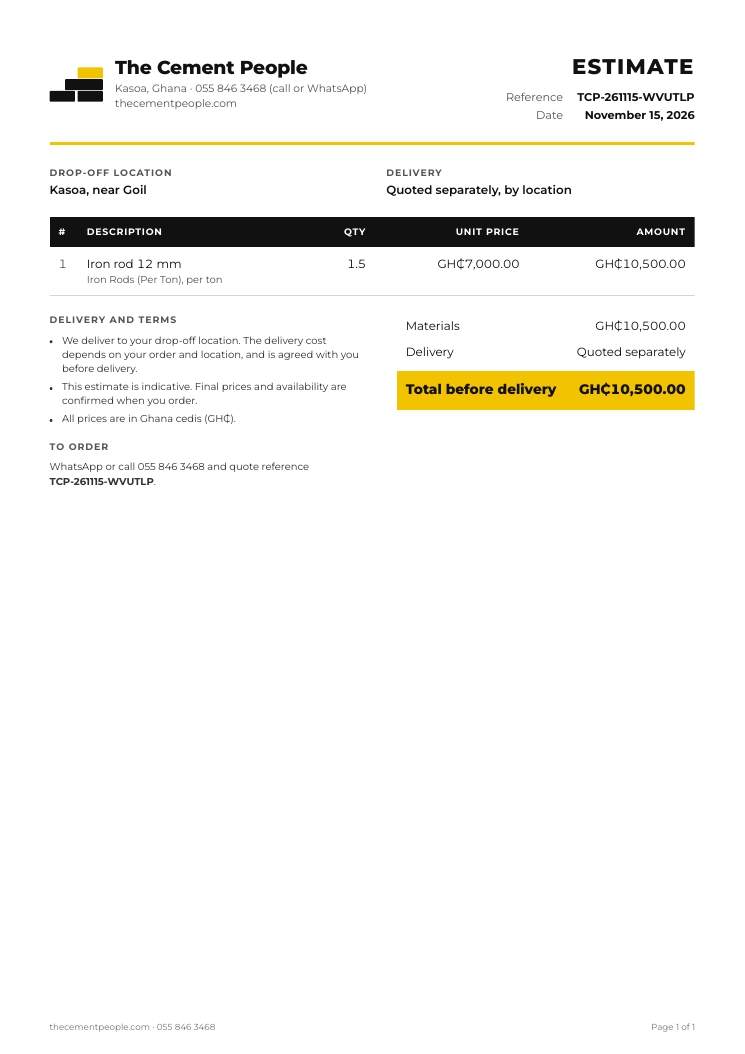 The Cement People
Kasoa, Ghana · 055 846 3468 (call or WhatsApp)
thecementpeople.com
ESTIMATE
Reference TCP-261115-WVUTLP
Date November 15, 2026
DROP-OFF LOCATION
Kasoa, near Goil
DELIVERY
Quoted separately, by location
# DESCRIPTION QTY UNIT PRICE AMOUNT
1 Iron rod 12 mm 1.5 GH₵7,000.00 GH₵10,500.00
Iron Rods (Per Ton), per ton
DELIVERY AND TERMS
• We deliver to your drop-off location. The delivery cost
depends on your order and location, and is agreed with you
before delivery.
• This estimate is indicative. Final prices and availability are
confirmed when you order.
• All prices are in Ghana cedis (GH₵).
Materials GH₵10,500.00
Delivery Quoted separately
Total before delivery GH₵10,500.00
TO ORDER
WhatsApp or call 055 846 3468 and quote reference
TCP-261115-WVUTLP.
thecementpeople.com · 055 846 3468
Page 1 of 1